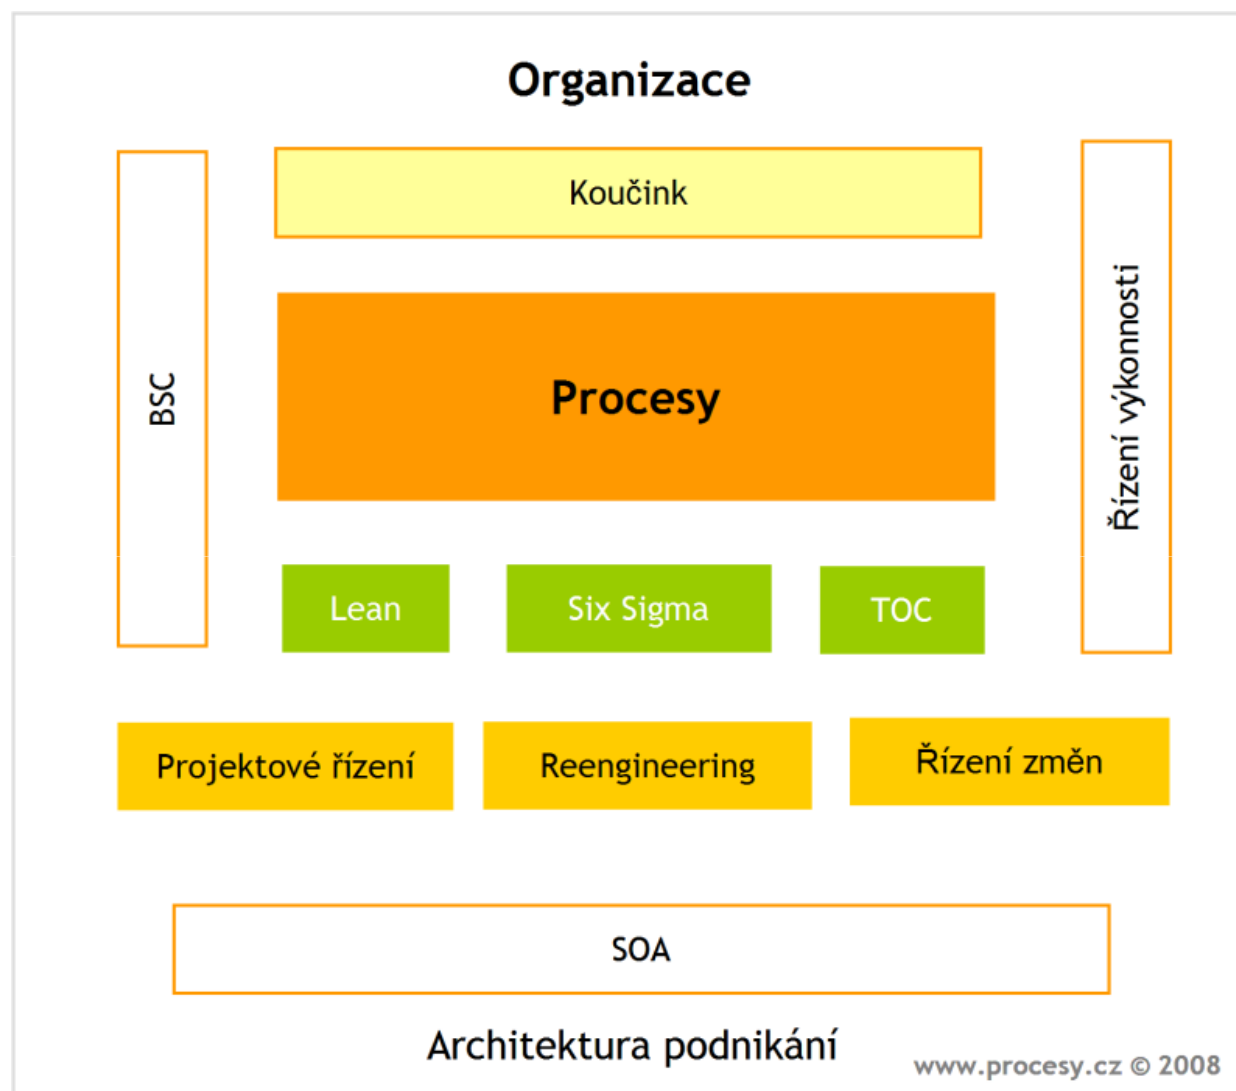 Organizace
Koučink
BSC
Procesy
Řízení výkonnosti
Lean
Six Sigma
TOC
Projektové řízení
Reengineering
Řízení změn
SOA
Architektura podnikání
www.procesy.cz © 2008